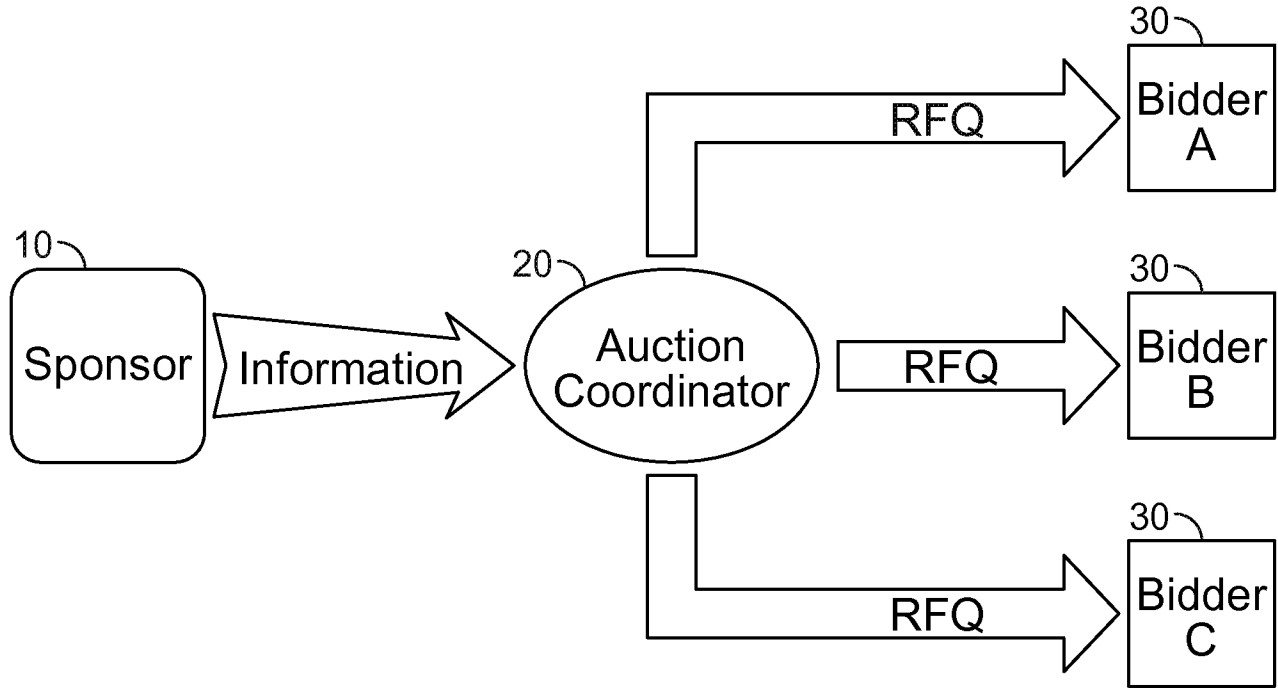 30
Bidder
A
RFQ
10
Sponsor
Information
20
Auction
Coordinator
RFQ
30
Bidder
B
30
Bidder
C
RFQ